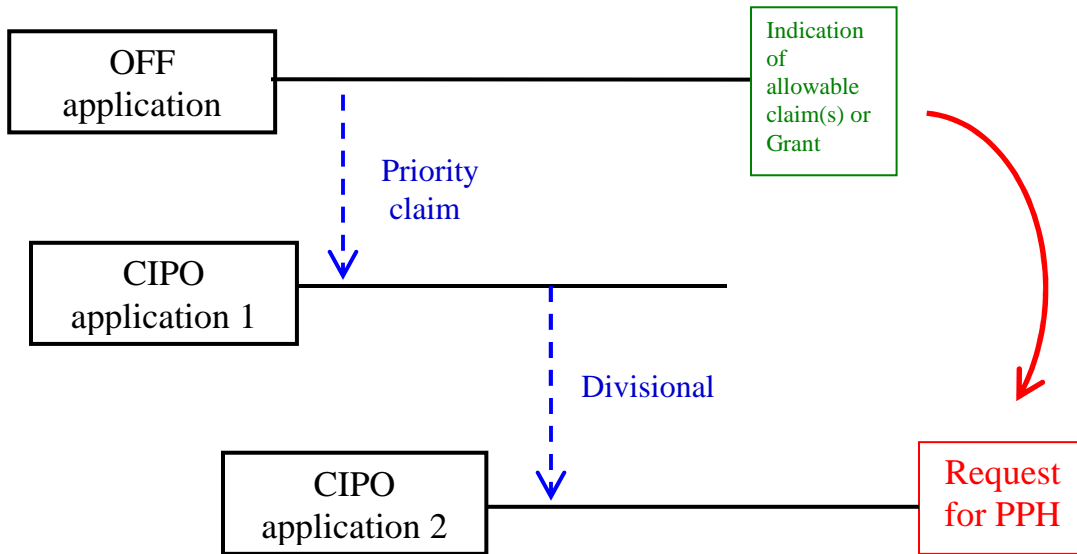 OFF
application
Indication
of
allowable
claim(s) or
Grant
Priority
claim
CIPO
application 1
Divisional
CIPO
application 2
Request
for PPH